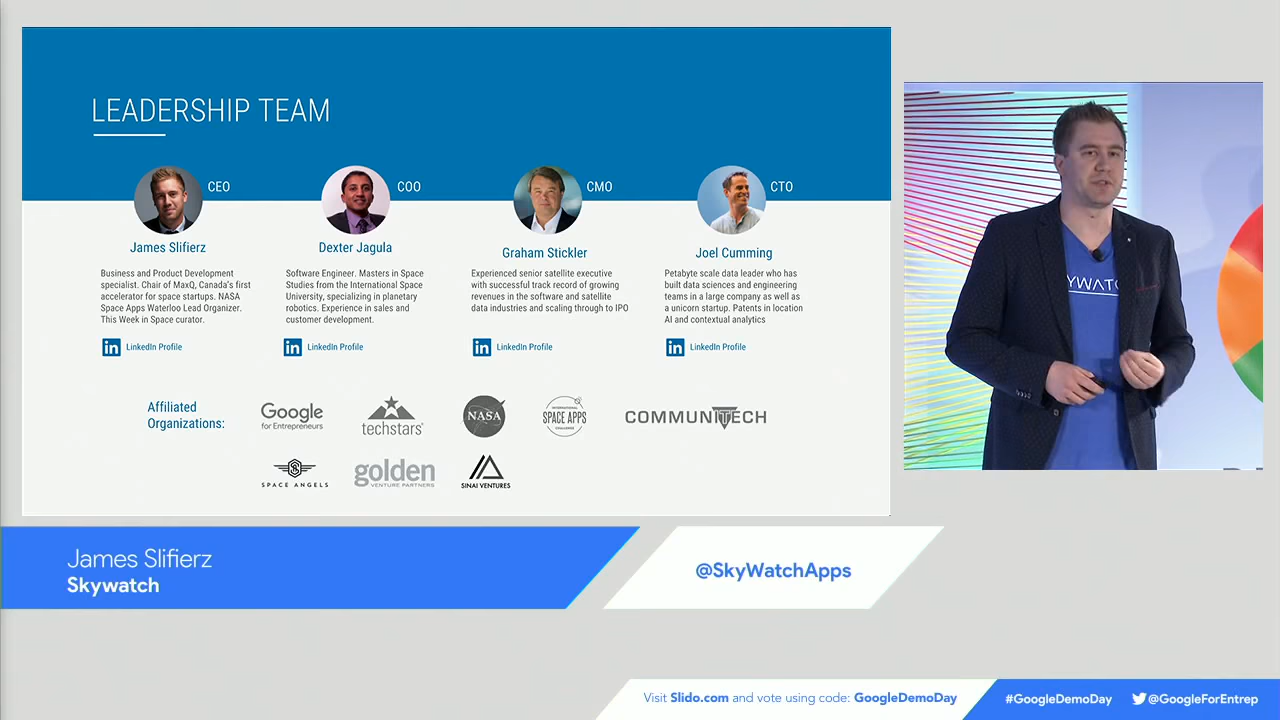 LEADERSHIP TEAM
CEO
James Slifierz
Business and Product Development
specialist. Chair of MaxQ, Canada's first
accelerator for space startups. NASA
Space Apps Waterloo Lead Organizer.
This Week in Space curator.
LinkedIn Profile
COO
Dexter Jagula
Software Engineer. Masters in Space
Studies from the International Space
University, specializing in planetary
robotics. Experience in sales and
customer development.
LinkedIn Profile
CMO
Graham Stickler
Experienced senior satellite executive
with successful track record of growing
revenues in the software and satellite
data industries and scaling through to IPO
LinkedIn Profile
CTO
Joel Cumming
Petabyte scale data leader who has
built data sciences and engineering
teams in a large company as well as
a unicorn startup. Patents in location
AI and contextual analytics
LinkedIn Profile
Affiliated
Organizations:
Google
for Entrepreneurs
techstars
NASA
INTERNATIONAL
SPACE APPS
CHALLENGE
COMMUNITECH
SPACE ANGELS
golden
VENTURE PARTNERS
SINAI VENTURES
James Slifierz
Skywatch
@SkyWatchApps
Visit Slido.com and vote using code: GoogleDemoDay
#GoogleDemoDay
@GoogleForEntrep